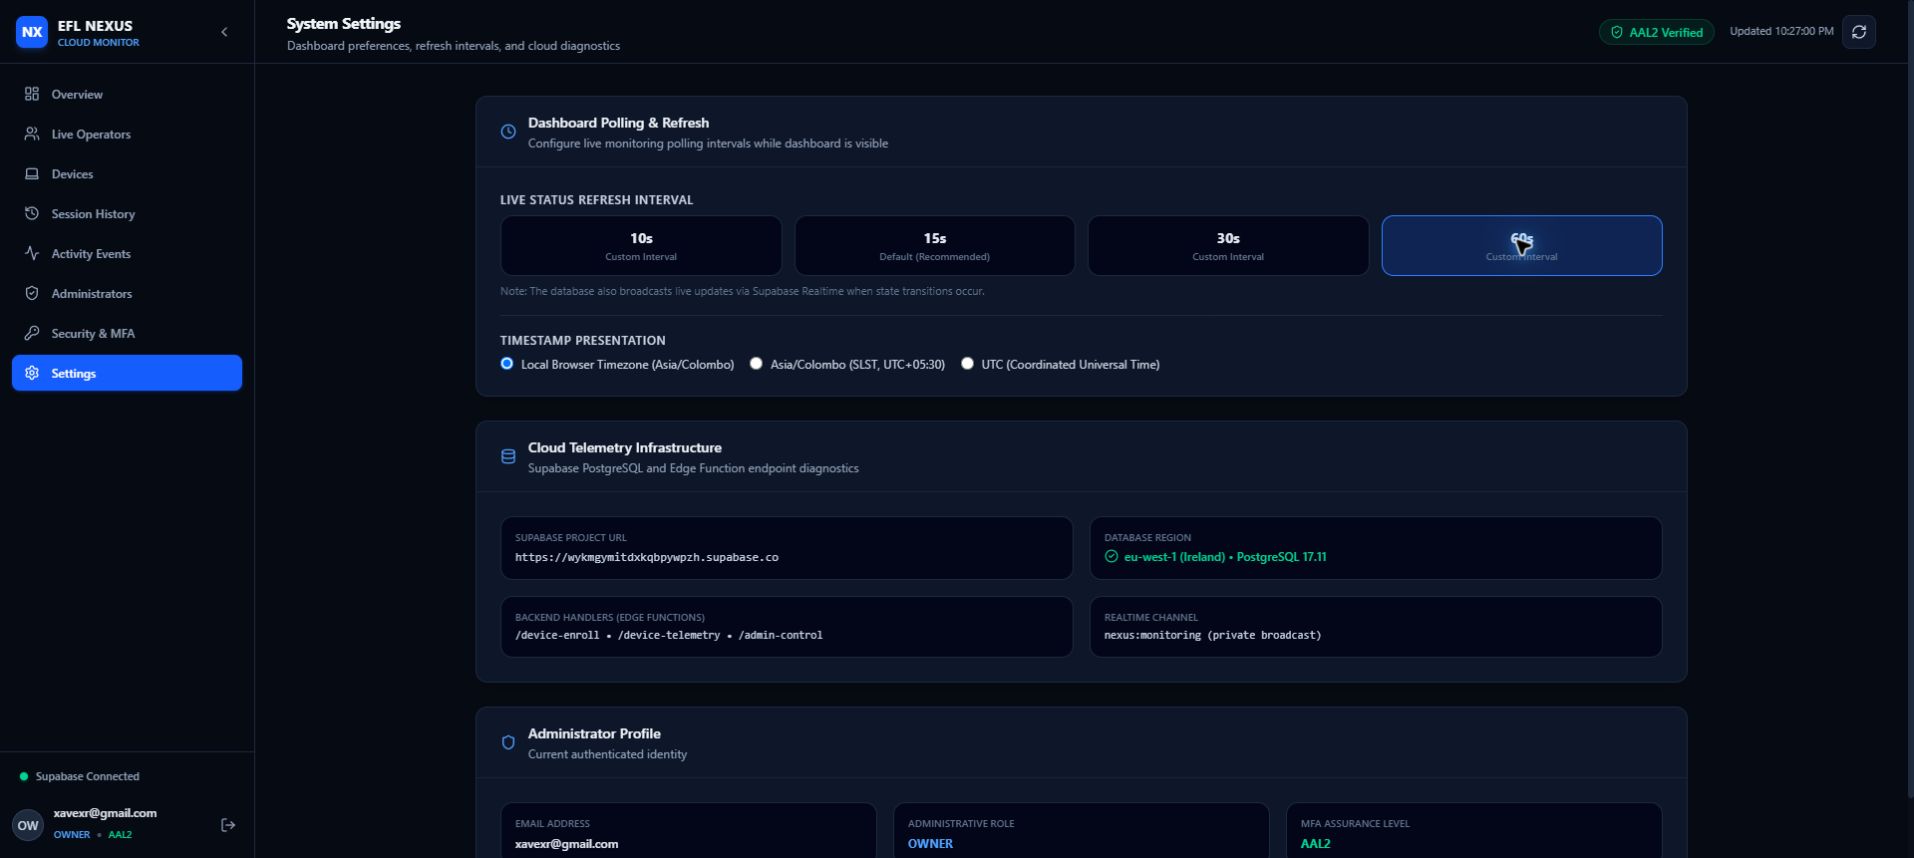 NX
EFL NEXUS
CLOUD MONITOR
Overview
Live Operators
Devices
Session History
Activity Events
Administrators
Security & MFA
Settings
Supabase Connected
OW
xavexr@gmail.com
OWNER • AAL2
System Settings
Dashboard preferences, refresh intervals, and cloud diagnostics
AAL2 Verified
Updated 10:27:00 PM
Dashboard Polling & Refresh
Configure live monitoring polling intervals while dashboard is visible
LIVE STATUS REFRESH INTERVAL
10s
Custom Interval
15s
Default (Recommended)
30s
Custom Interval
60s
Custom Interval
Note: The database also broadcasts live updates via Supabase Realtime when state transitions occur.
TIMESTAMP PRESENTATION
Local Browser Timezone (Asia/Colombo)
Asia/Colombo (SLST, UTC+05:30)
UTC (Coordinated Universal Time)
Cloud Telemetry Infrastructure
Supabase PostgreSQL and Edge Function endpoint diagnostics
SUPABASE PROJECT URL
https://wykmgymitdxkqbpywpzh.supabase.co
DATABASE REGION
eu-west-1 (Ireland) • PostgreSQL 17.11
BACKEND HANDLERS (EDGE FUNCTIONS)
/device-enroll • /device-telemetry • /admin-control
REALTIME CHANNEL
nexus:monitoring (private broadcast)
Administrator Profile
Current authenticated identity
EMAIL ADDRESS
xavexr@gmail.com
ADMINISTRATIVE ROLE
OWNER
MFA ASSURANCE LEVEL
AAL2